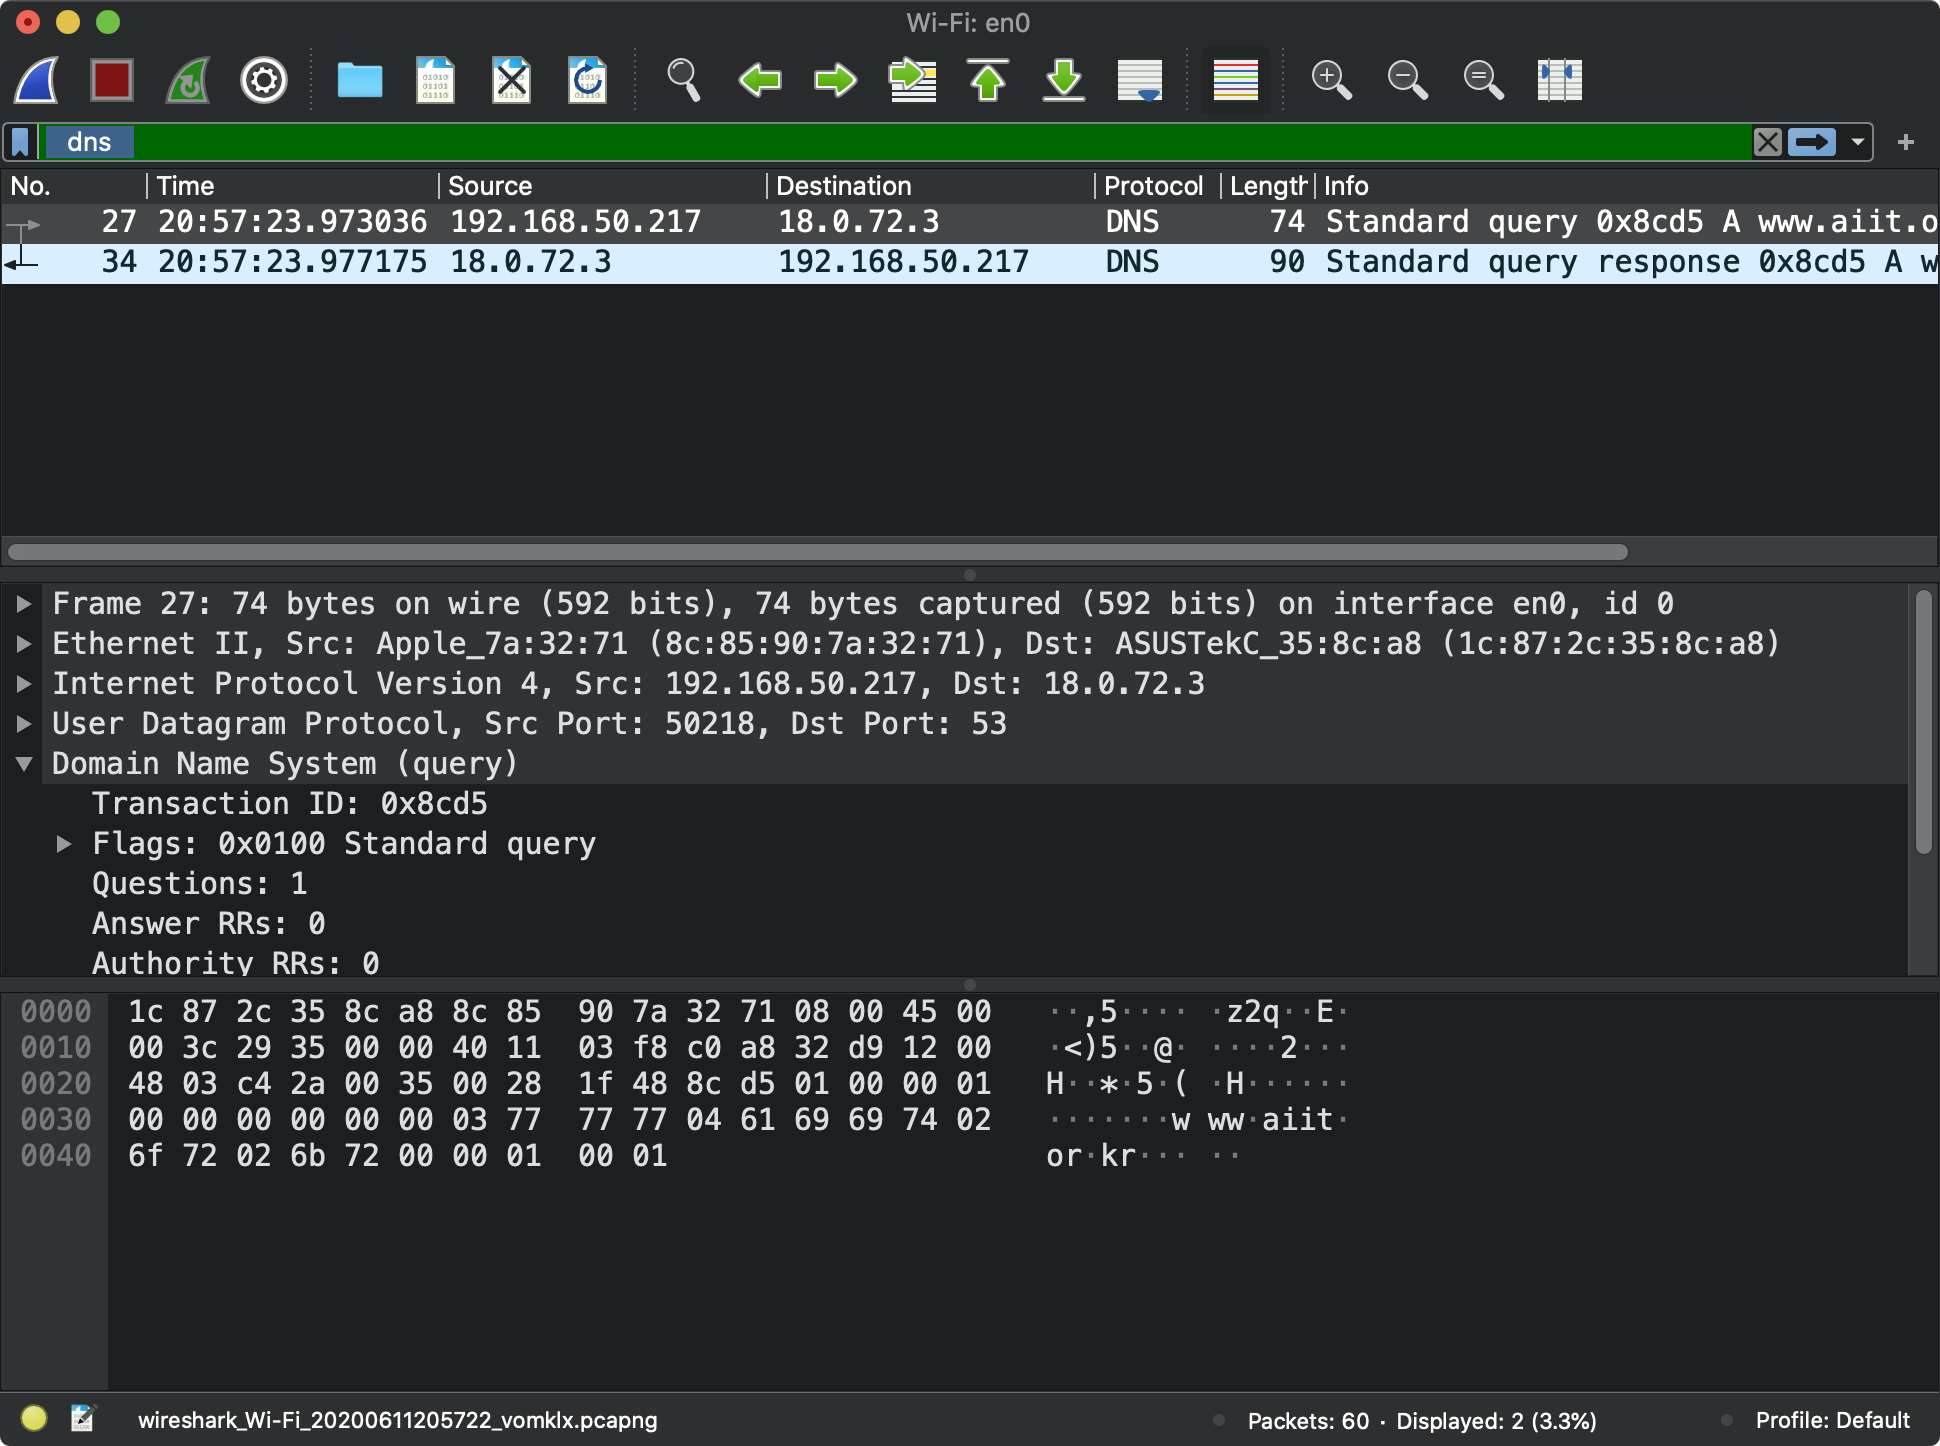 Wi-Fi: en0
dns
No. Time Source Destination Protocol Length Info
27 20:57:23.973036 192.168.50.217 18.0.72.3 DNS 74 Standard query 0x8cd5 A www.aiit.o
34 20:57:23.977175 18.0.72.3 192.168.50.217 DNS 90 Standard query response 0x8cd5 A w
Frame 27: 74 bytes on wire (592 bits), 74 bytes captured (592 bits) on interface en0, id 0
Ethernet II, Src: Apple_7a:32:71 (8c:85:90:7a:32:71), Dst: ASUSTekC_35:8c:a8 (1c:87:2c:35:8c:a8)
Internet Protocol Version 4, Src: 192.168.50.217, Dst: 18.0.72.3
User Datagram Protocol, Src Port: 50218, Dst Port: 53
Domain Name System (query)
Transaction ID: 0x8cd5
Flags: 0x0100 Standard query
Questions: 1
Answer RRs: 0
Authority RRs: 0
0000 1c 87 2c 35 8c a8 8c 85 90 7a 32 71 08 00 45 00 ··,5···· ·z2q··E·
0010 00 3c 29 35 00 00 40 11 03 f8 c0 a8 32 d9 12 00 ·<)5··@· ····2···
0020 48 03 c4 2a 00 35 00 28 1f 48 8c d5 01 00 00 01 H··*·5·( ·H······
0030 00 00 00 00 00 00 03 77 77 77 04 61 69 69 74 02 ·······w ww·aiit·
0040 6f 72 02 6b 72 00 00 01 00 01 or·kr··· ··
wireshark_Wi-Fi_20200611205722_vomklx.pcapng Packets: 60 · Displayed: 2 (3.3%) Profile: Default